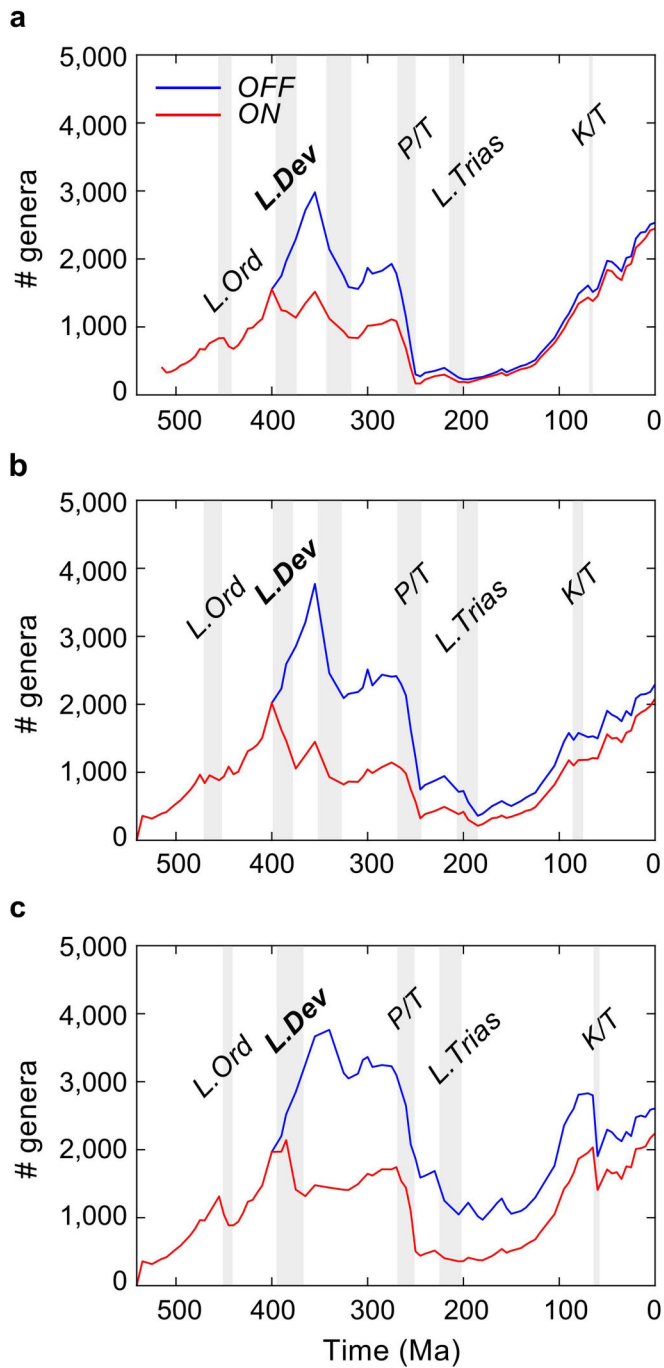 a
5,000
OFF
ON
4,000
P/T
K/T
L.Dev
L.Trias
3,000
# genera
2,000
L.Ord
1,000
0
500 400 300 200 100 0
b
5,000
4,000
L.Ord
L.Dev
P/T
L.Trias
K/T
3,000
# genera
2,000
1,000
0
500 400 300 200 100 0
c
5,000
4,000
L.Ord
L.Dev
P/T
L.Trias
K/T
3,000
# genera
2,000
1,000
0
500 400 300 200 100 0
Time (Ma)